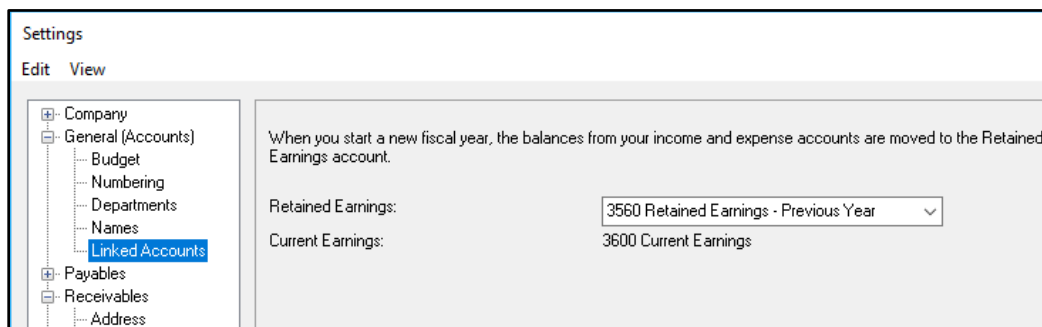 Settings
Edit View
Company
General (Accounts)
Budget
Numbering
Departments
Names
Linked Accounts
Payables
Receivables
Address
When you start a new fiscal year, the balances from your income and expense accounts are moved to the Retained
Earnings account.
Retained Earnings:
3560 Retained Earnings - Previous Year
Current Earnings:
3600 Current Earnings